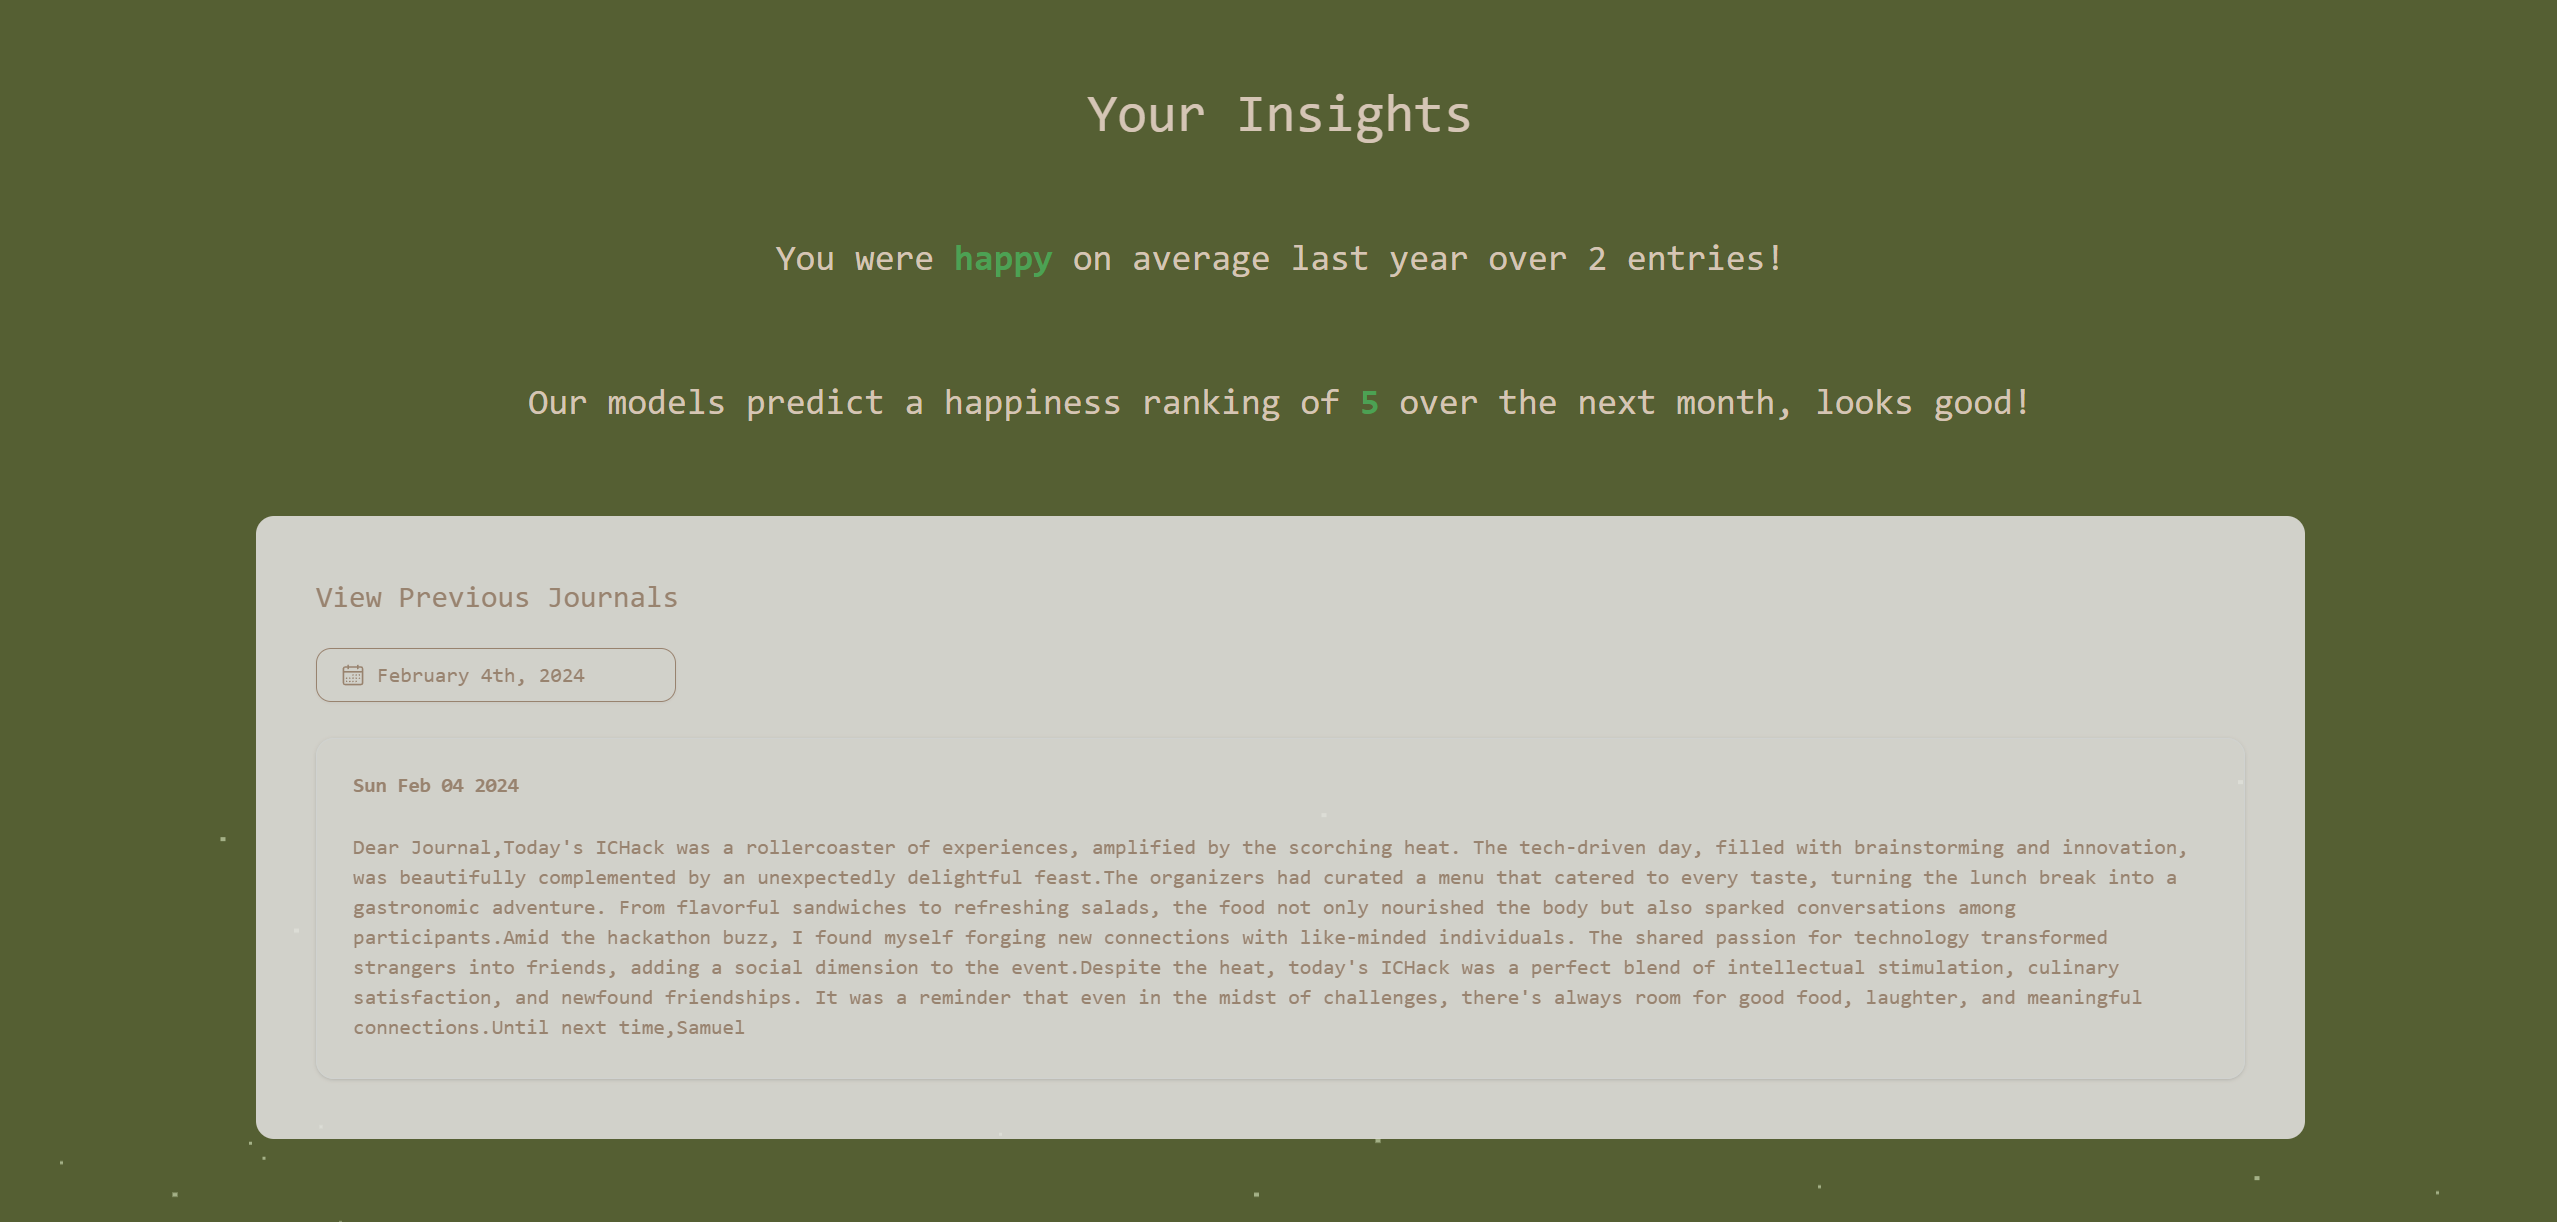 Your Insights
You were happy on average last year over 2 entries!
Our models predict a happiness ranking of 5 over the next month, looks good!
View Previous Journals
February 4th, 2024
Sun Feb 04 2024
Dear Journal,Today's ICHack was a rollercoaster of experiences, amplified by the scorching heat. The tech-driven day, filled with brainstorming and innovation,
was beautifully complemented by an unexpectedly delightful feast.The organizers had curated a menu that catered to every taste, turning the lunch break into a
gastronomic adventure. From flavorful sandwiches to refreshing salads, the food not only nourished the body but also sparked conversations among
participants.Amid the hackathon buzz, I found myself forging new connections with like-minded individuals. The shared passion for technology transformed
strangers into friends, adding a social dimension to the event.Despite the heat, today's ICHack was a perfect blend of intellectual stimulation, culinary
satisfaction, and newfound friendships. It was a reminder that even in the midst of challenges, there's always room for good food, laughter, and meaningful
connections.Until next time,Samuel